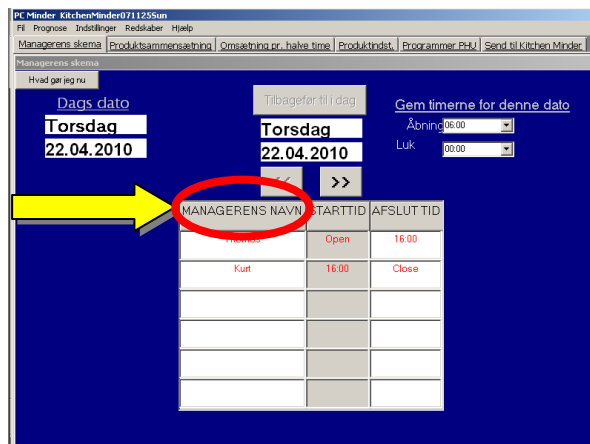 PC Minder KitchenMinder071125Sun
Fil Prognose Indstillinger Redskaber Hjælp
Managerens skema Produktsammensætning Omsætning pr. halve time Produktindst. Programmer PHU Send til Kitchen Minder
Managerens skema
Hvad gør jeg nu
Dags dato
Torsdag
22.04.2010
Tilbagefør til i dag
Torsdag
22.04.2010
<< >>
Gem timerne for denne dato
Åbning 06:00
Luk 00:00
MANAGERENS NAVN STARTTID AFSLUT TID
Thomas Open 16:00
Kurt 16:00 Close